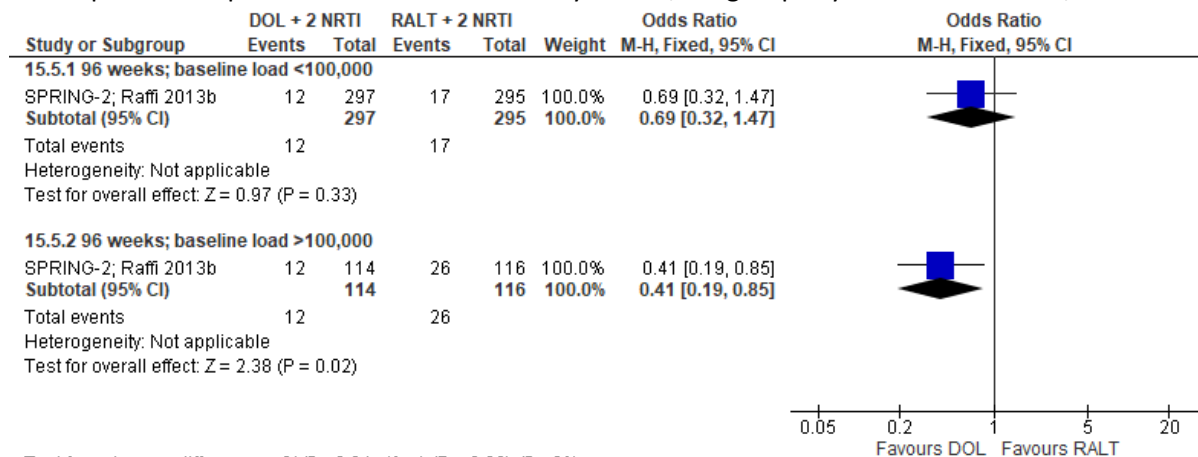 DOL + 2 NRTI RALT + 2 NRTI Odds Ratio Odds Ratio
Study or Subgroup Events Total Events Total Weight M-H, Fixed, 95% CI M-H, Fixed, 95% CI
15.5.1 96 weeks; baseline load <100,000
SPRING-2; Raffi 2013b 12 297 17 295 100.0% 0.69 [0.32, 1.47]
Subtotal (95% CI) 297 295 100.0% 0.69 [0.32, 1.47]
Total events 12 17
Heterogeneity: Not applicable
Test for overall effect: Z = 0.97 (P = 0.33)
15.5.2 96 weeks; baseline load >100,000
SPRING-2; Raffi 2013b 12 114 26 116 100.0% 0.41 [0.19, 0.85]
Subtotal (95% CI) 114 116 100.0% 0.41 [0.19, 0.85]
Total events 12 26
Heterogeneity: Not applicable
Test for overall effect: Z = 2.38 (P = 0.02)
0.05 0.2 1 5 20
Favours DOL Favours RALT